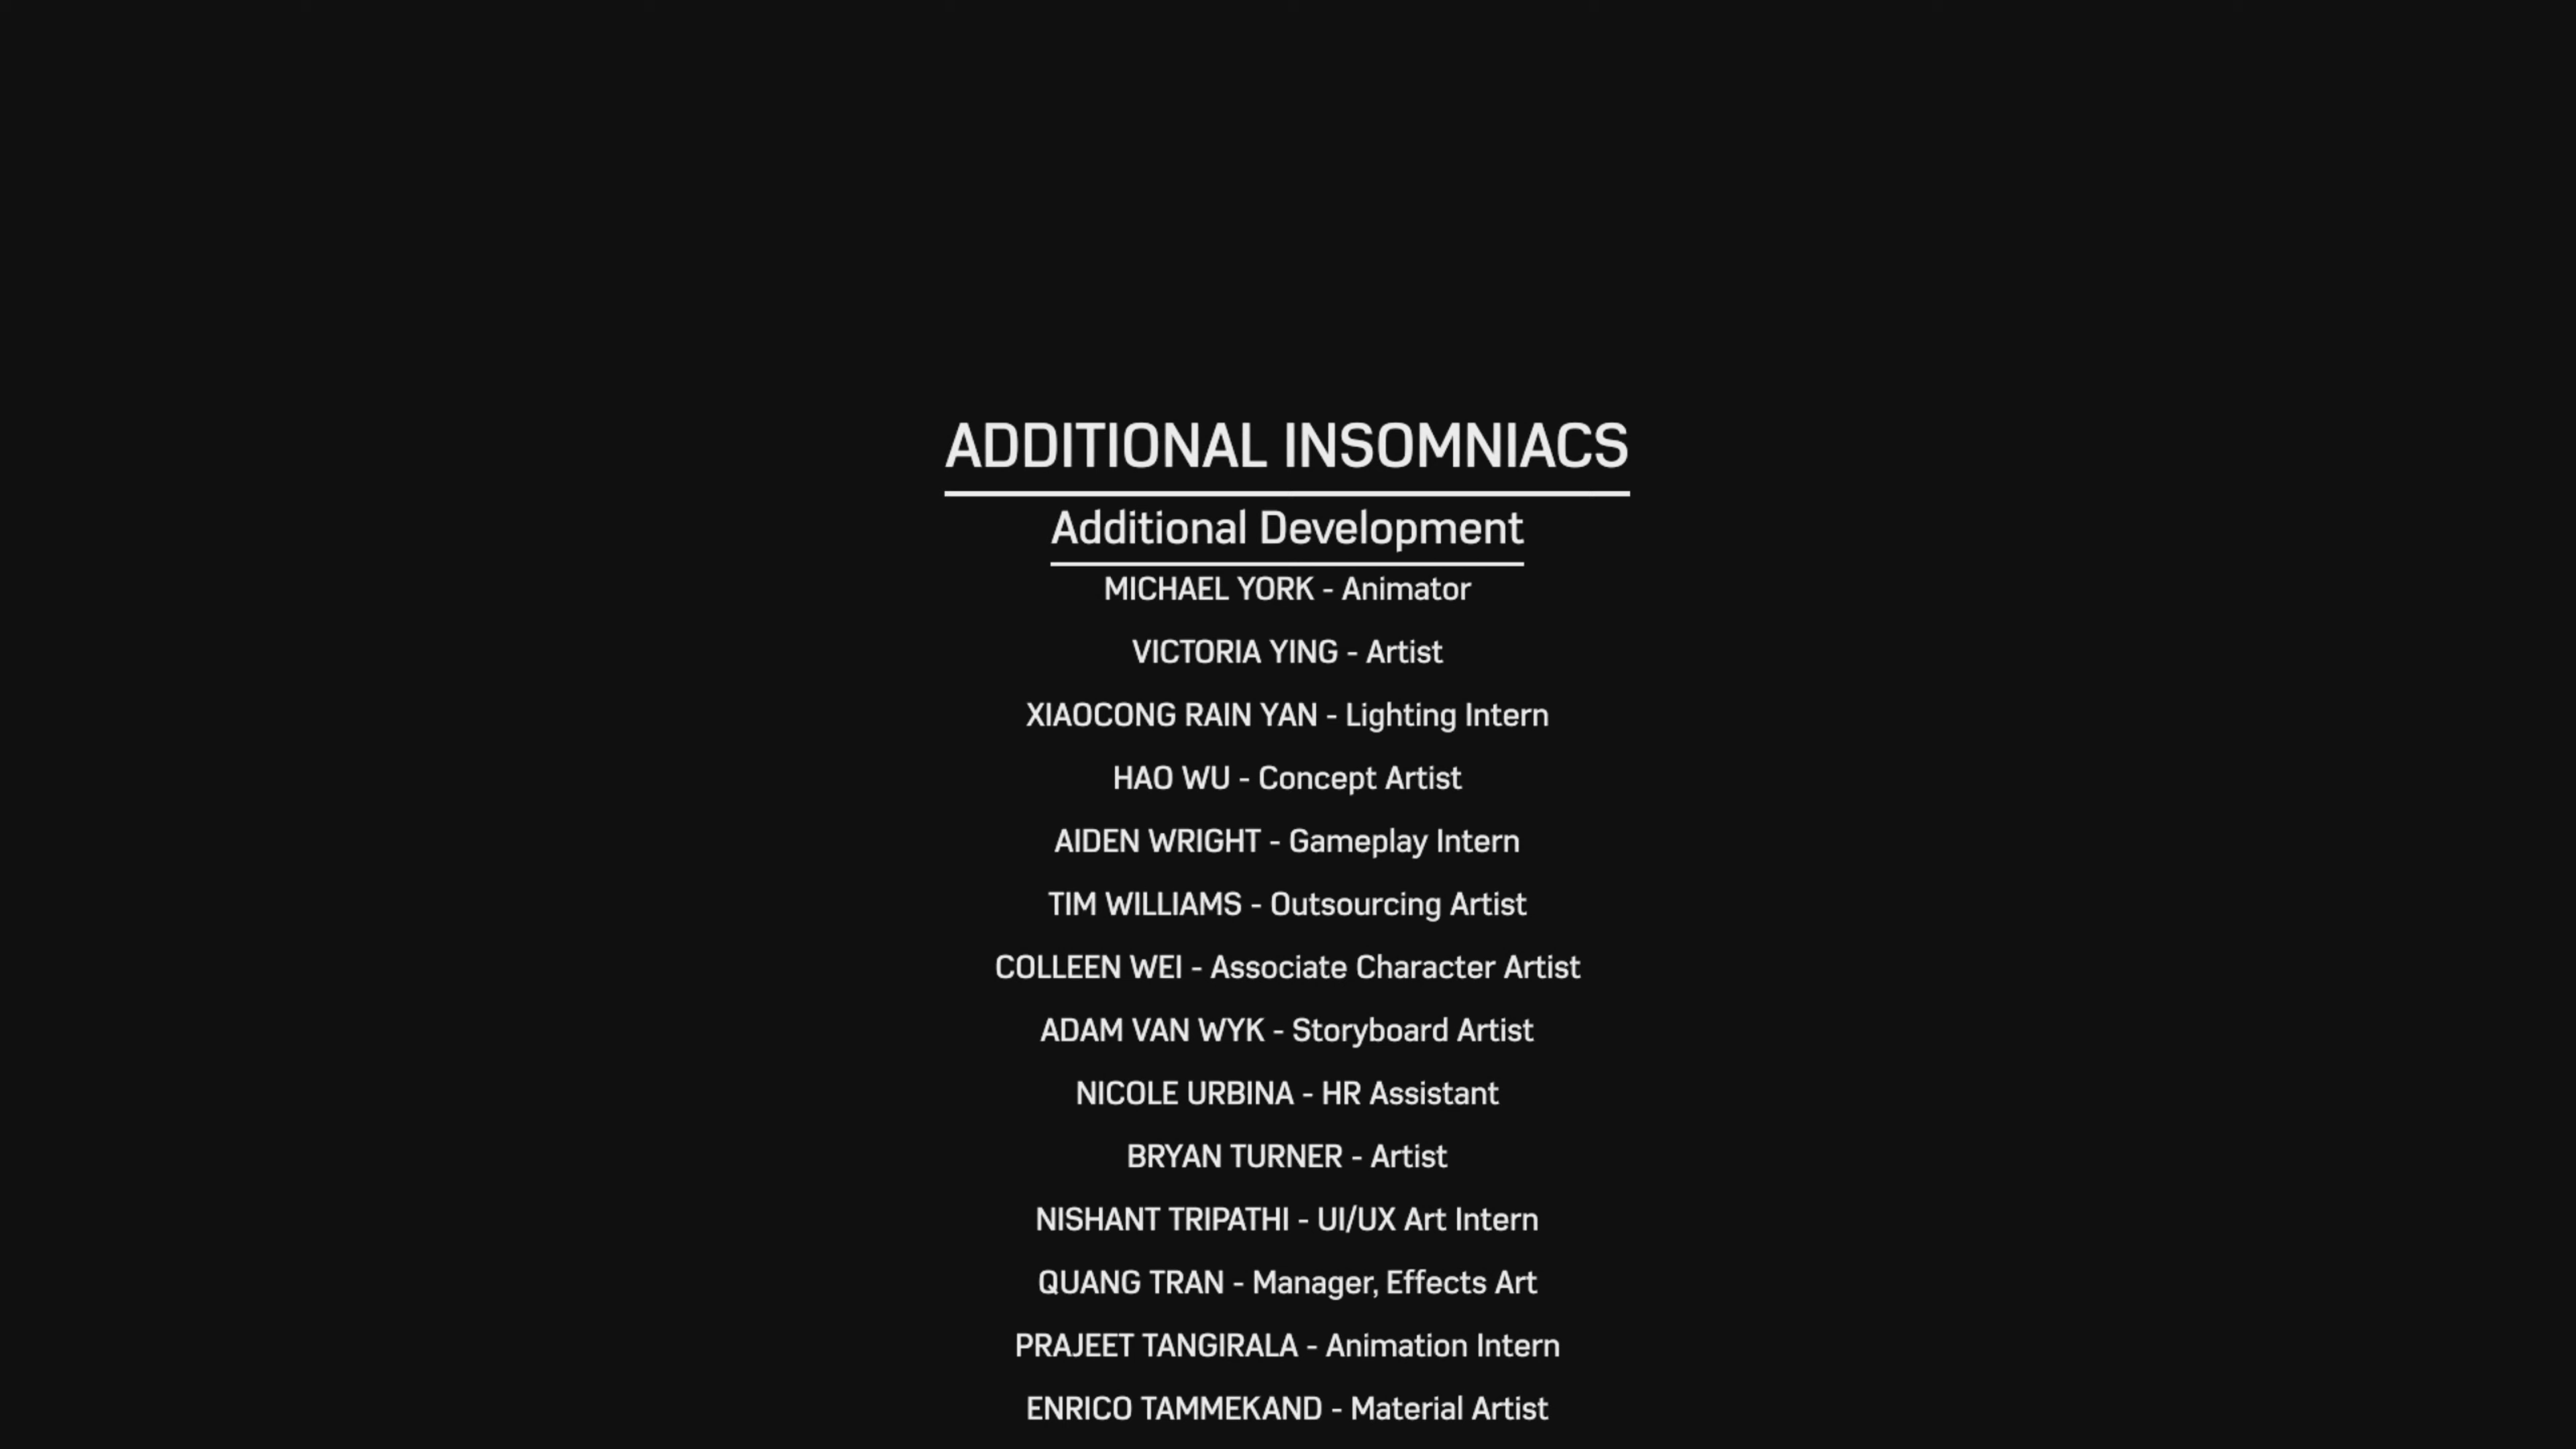 ADDITIONAL INSOMNIACS
Additional Development
MICHAEL YORK - Animator
VICTORIA YING - Artist
XIAOCONG RAIN YAN - Lighting Intern
HAO WU - Concept Artist
AIDEN WRIGHT - Gameplay Intern
TIM WILLIAMS - Outsourcing Artist
COLLEEN WEI - Associate Character Artist
ADAM VAN WYK - Storyboard Artist
NICOLE URBINA - HR Assistant
BRYAN TURNER - Artist
NISHANT TRIPATHI - UI/UX Art Intern
QUANG TRAN - Manager, Effects Art
PRAJEET TANGIRALA - Animation Intern
ENRICO TAMMEKAND - Material Artist